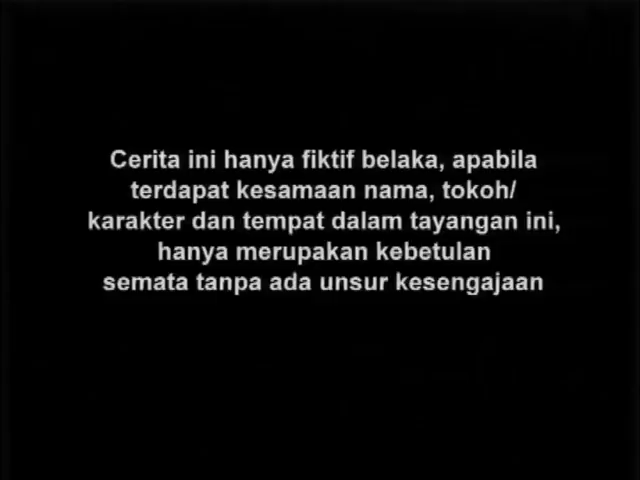 Cerita ini hanya fiktif belaka, apabila
terdapat kesamaan nama, tokoh/
karakter dan tempat dalam tayangan ini,
hanya merupakan kebetulan
semata tanpa ada unsur kesengajaan